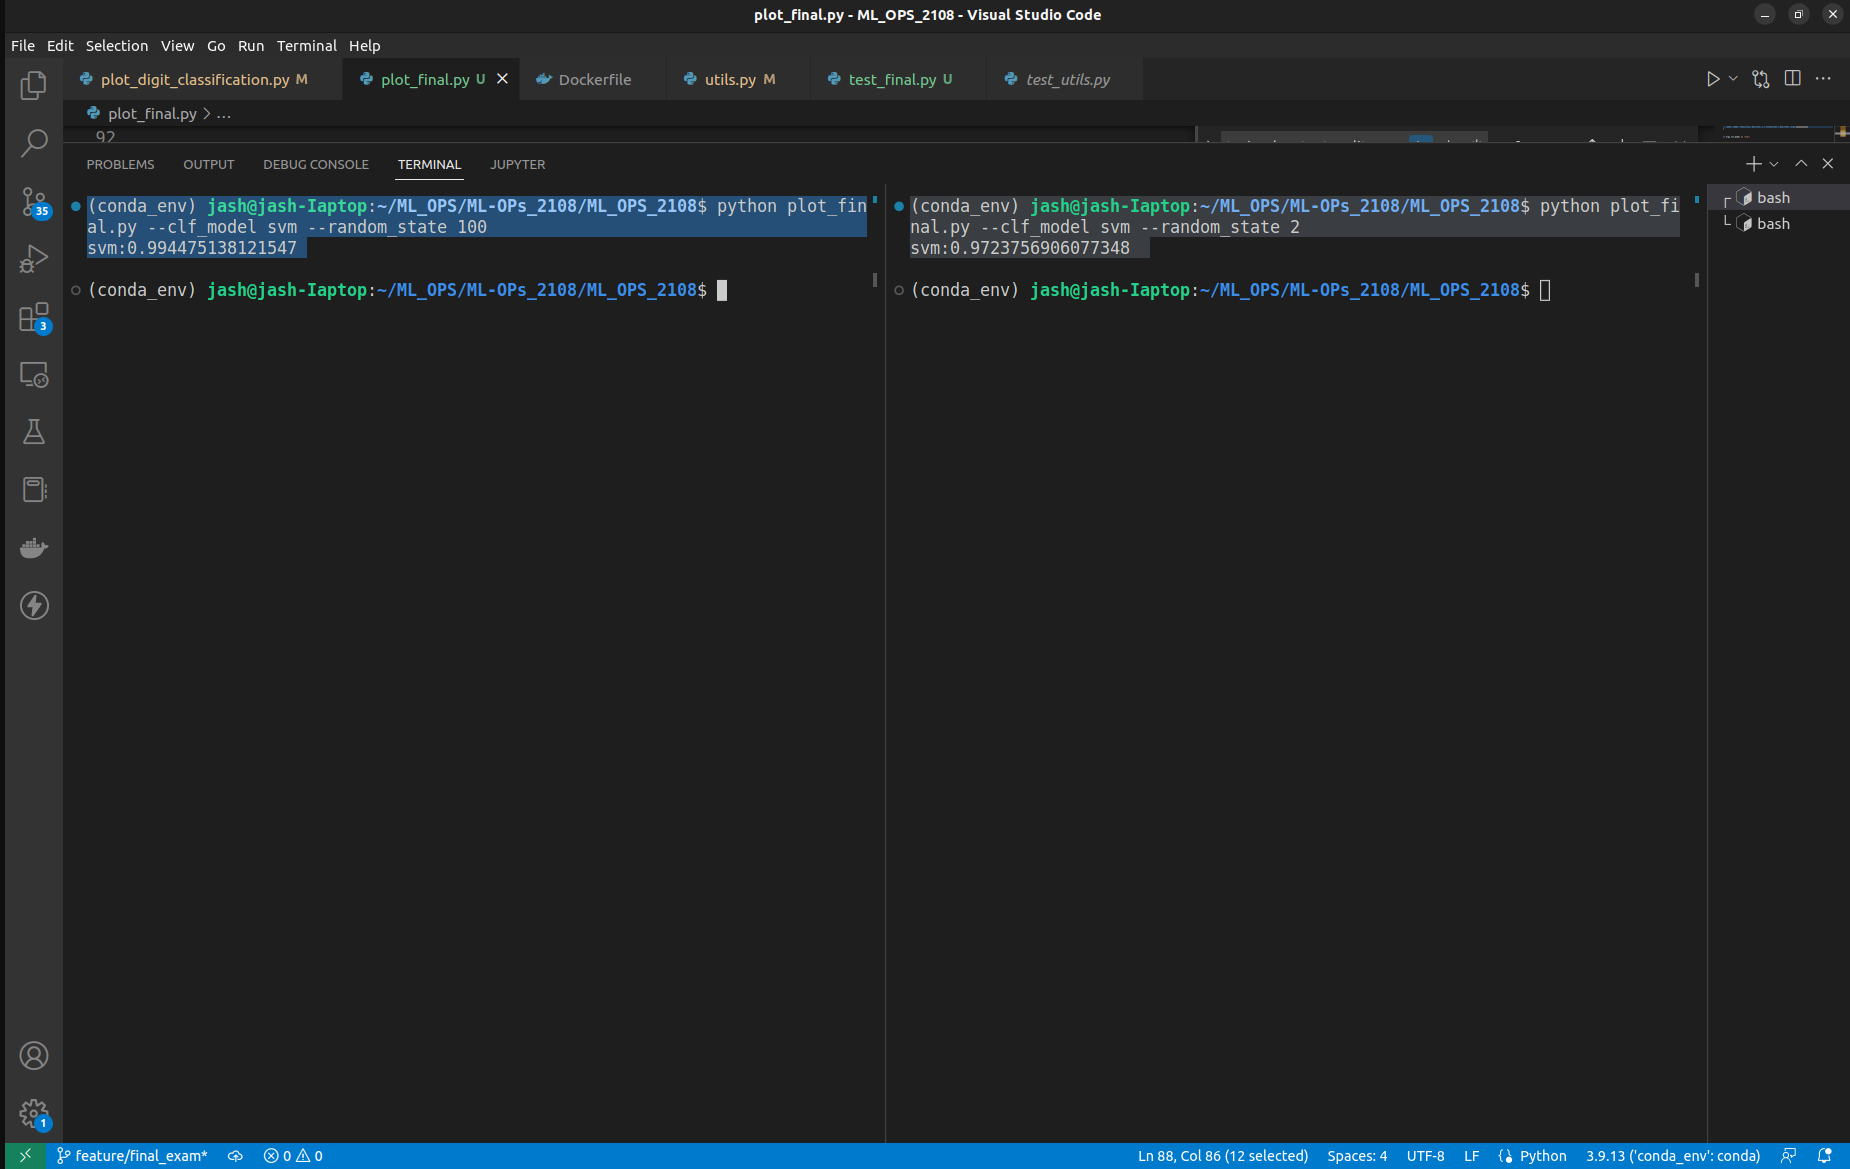 plot_final.py - ML_OPS_2108 - Visual Studio Code
File Edit Selection View Go Run Terminal Help
plot_digit_classification.py M
plot_final.py U
Dockerfile
utils.py M
test_final.py U
test_utils.py
plot_final.py > ...
92
PROBLEMS OUTPUT DEBUG CONSOLE TERMINAL JUPYTER
(conda_env) jash@jash-Iaptop:~/ML_OPS/ML-OPs_2108/ML_OPS_2108$ python plot_fin
al.py --clf_model svm --random_state 100
svm:0.994475138121547
(conda_env) jash@jash-Iaptop:~/ML_OPS/ML-OPs_2108/ML_OPS_2108$
(conda_env) jash@jash-Iaptop:~/ML_OPS/ML-OPs_2108/ML_OPS_2108$ python plot_fi
nal.py --clf_model svm --random_state 2
svm:0.9723756906077348
(conda_env) jash@jash-Iaptop:~/ML_OPS/ML-OPs_2108/ML_OPS_2108$
bash
bash
35
3
1
feature/final_exam* 0 0 Ln 88, Col 86 (12 selected) Spaces: 4 UTF-8 LF Python 3.9.13 ('conda_env': conda)